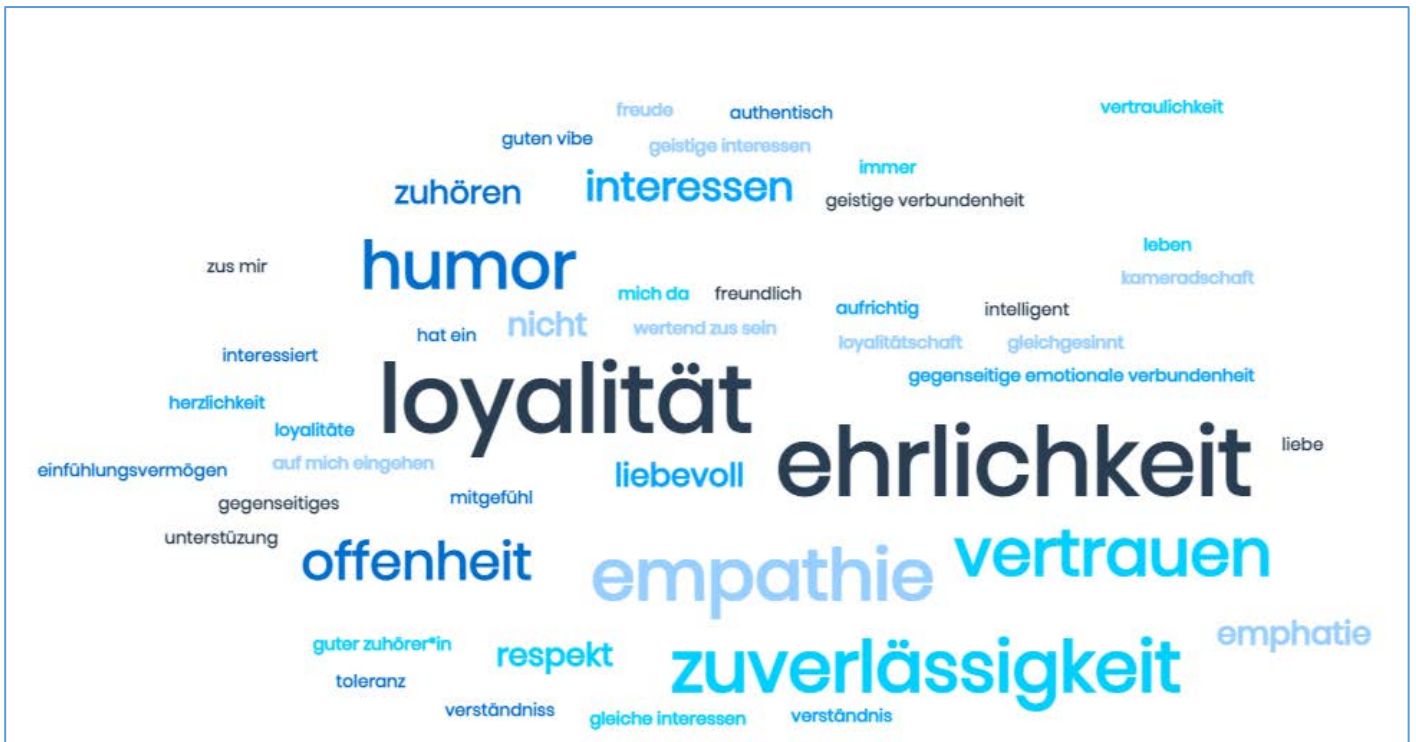 freude
authentisch
vertraulichkeit
guten vibe
geistige interessen
immer
zuhören
interessen
geistige verbundenheit
leben
zus mir
humor
kameradschaft
mich da
freundlich
aufrichtig
intelligent
hat ein
nicht
wertend zus sein
loyalitätschaft
gleichgesinnt
interessiert
gegenseitige emotionale verbundenheit
herzlichkeit
loyalität
loyalitäte
ehrlichkeit
liebe
einfühlungsvermögen
auf mich eingehen
liebevoll
gegenseitiges
mitgefühl
unterstüzung
offenheit
empathie
vertrauen
guter zuhörer*in
respekt
zuverlässigkeit
emphatie
toleranz
verständniss
gleiche interessen
verständnis